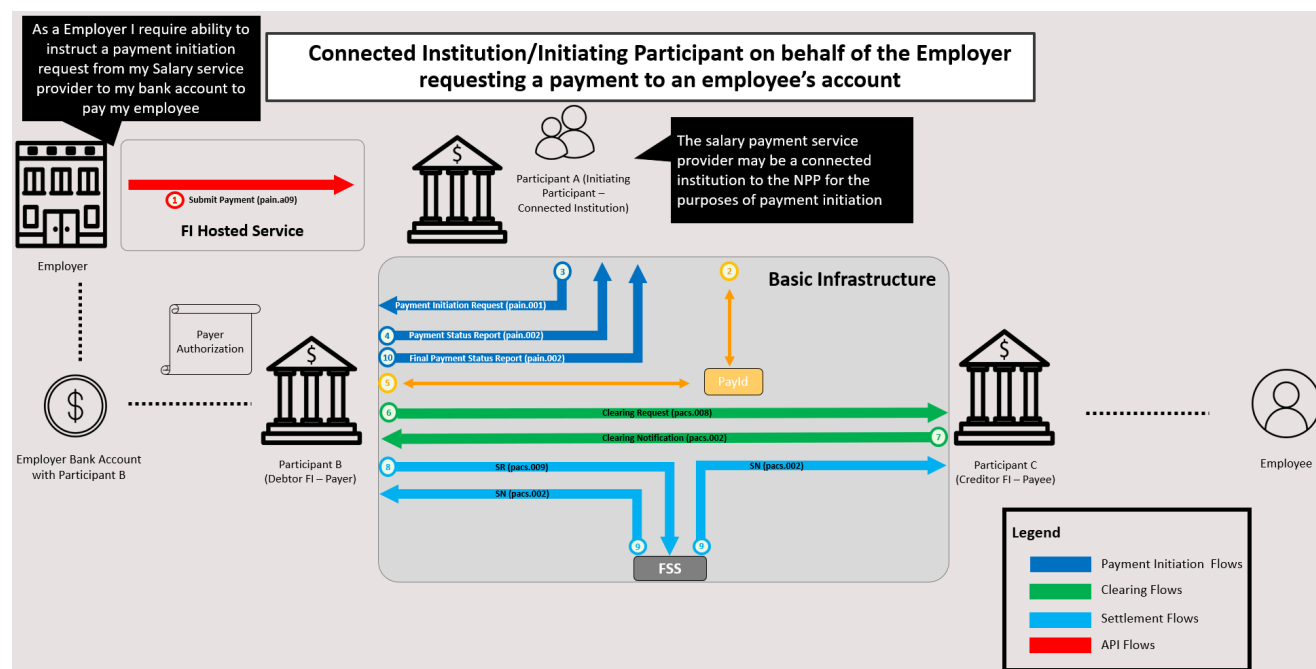 As a Employer I require ability to
instruct a payment initiation
request from my Salary service
provider to my bank account to
pay my employee
Connected Institution/Initiating Participant on behalf of the Employer
requesting a payment to an employee's account
$
Participant A (Initiating
Participant –
Connected Institution)
The salary payment service
provider may be a connected
institution to the NPP for the
purposes of payment initiation
1 Submit Payment (pain.a09)
FI Hosted Service
Employer
Basic Infrastructure
3
2
Payment Initiation Request (pain.001)
4 Payment Status Report (pain.002)
10 Final Payment Status Report (pain.002)
Payer
Authorization
$
$
5
PayId
$
6 Clearing Request (pacs.008)
Clearing Notification (pacs.002) 7
Employer Bank Account
with Participant B
Participant B
(Debtor FI – Payer)
8 SR (pacs.009)
SN (pacs.002)
SN (pacs.002)
9
9
FSS
Participant C
(Creditor FI – Payee)
Employee
Legend
Payment Initiation Flows
Clearing Flows
Settlement Flows
API Flows